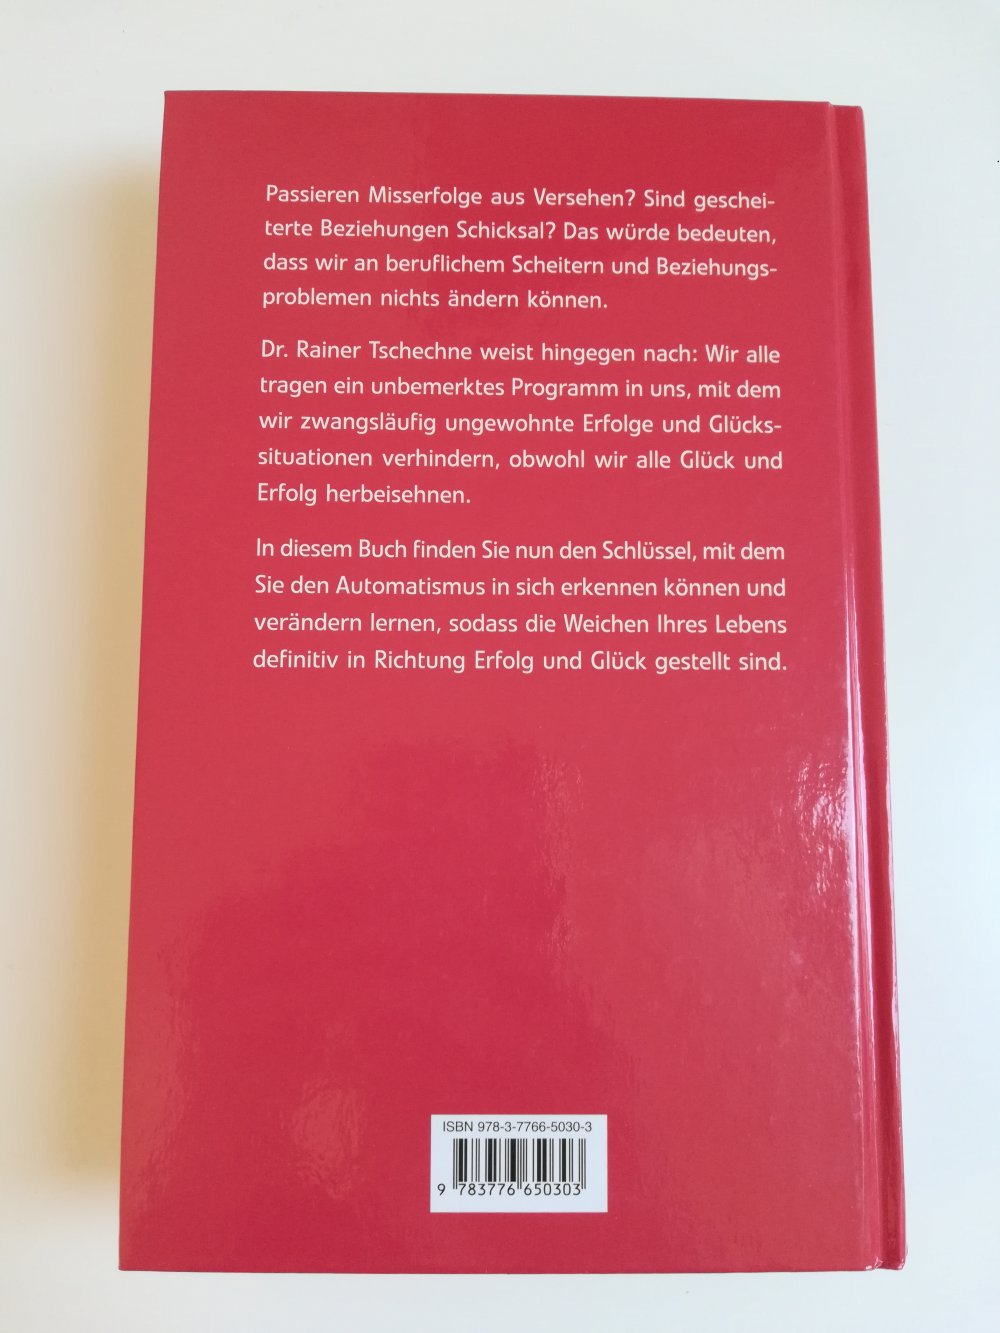 Passieren Misserfolge aus Versehen? Sind geschei-
terte Beziehungen Schicksal? Das würde bedeuten,
dass wir an beruflichem Scheitern und Beziehungs-
problemen nichts ändern können.
Dr. Rainer Tschechne weist hingegen nach: Wir alle
tragen ein unbemerktes Programm in uns, mit dem
wir zwangsläufig ungewohnte Erfolge und Glücks-
situationen verhindern, obwohl wir alle Glück und
Erfolg herbeisehnen.
In diesem Buch finden Sie nun den Schlüssel, mit dem
Sie den Automatismus in sich erkennen können und
verändern lernen, sodass die Weichen Ihres Lebens
definitiv in Richtung Erfolg und Glück gestellt sind.
ISBN 978-3-7766-5030-3
9 783776 650303